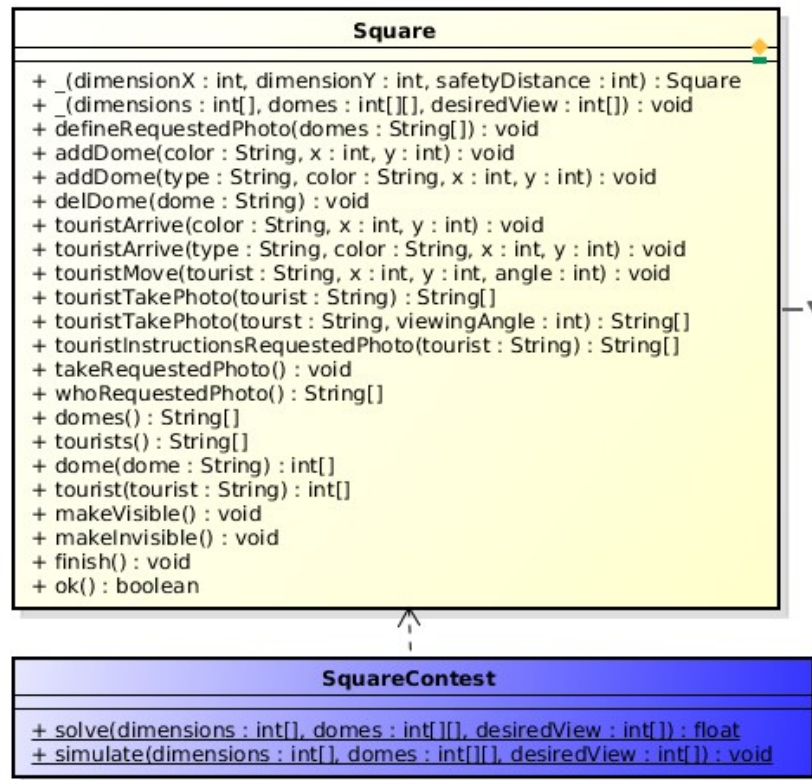 Square
+ _(dimensionX : int, dimensionY : int, safetyDistance : int) : Square
+ _(dimensions : int[], domes : int[][], desiredView : int[]) : void
+ defineRequestedPhoto(domes : String[]) : void
+ addDome(color : String, x : int, y : int) : void
+ addDome(type : String, color : String, x : int, y : int) : void
+ delDome(dome : String) : void
+ touristArrive(color : String, x : int, y : int) : void
+ touristArrive(type : String, color : String, x : int, y : int) : void
+ touristMove(tourist : String, x : int, y : int, angle : int) : void
+ touristTakePhoto(tourist : String) : String[]
+ touristTakePhoto(tourst : String, viewingAngle : int) : String[]
+ touristInstructionsRequestedPhoto(tourist : String) : String[]
+ takeRequestedPhoto() : void
+ whoRequestedPhoto() : String[]
+ domes() : String[]
+ tourists() : String[]
+ dome(dome : String) : int[]
+ tourist(tourist : String) : int[]
+ makeVisible() : void
+ makeInvisible() : void
+ finish() : void
+ ok() : boolean
SquareContest
+ solve(dimensions : int[], domes : int[][], desiredView : int[]) : float
+ simulate(dimensions : int[], domes : int[][], desiredView : int[]) : void